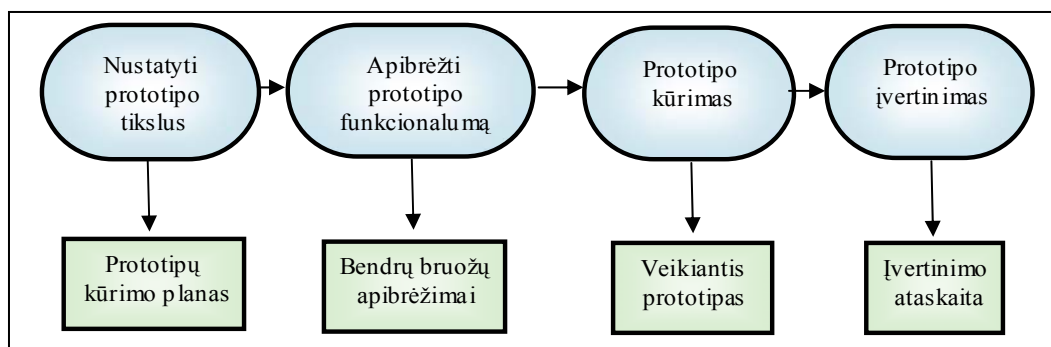 Nustatyti
prototipo
tikslus
Apibrėžti
prototipo
funkcionalumą
Prototipo
kūrimas
Prototipo
įvertinimas
Prototipų
kūrimo planas
Bendrų bruožų
apibrėžimai
Veikiantis
prototipas
Įvertinimo
ataskaita